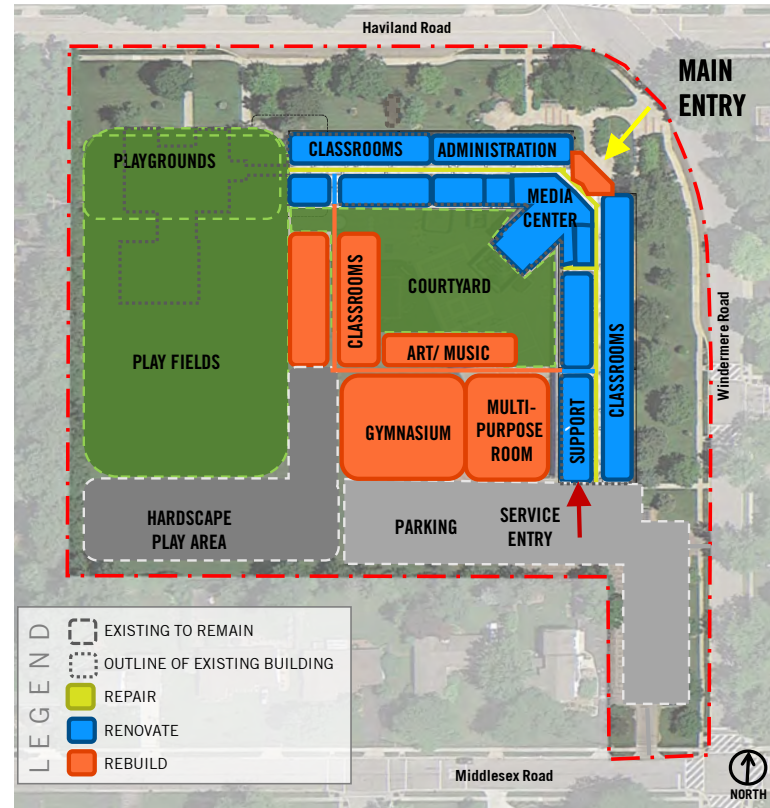 Haviland Road
MAIN
ENTRY
PLAYGROUNDS
CLASSROOMS
ADMINISTRATION
MEDIA
CENTER
CLASSROOMS
COURTYARD
ART/ MUSIC
PLAY FIELDS
CLASSROOMS
Windermere Road
GYMNASIUM
MULTI-
PURPOSE
ROOM
SUPPORT
HARDSCAPE
PLAY AREA
PARKING
SERVICE
ENTRY
LEGEND
EXISTING TO REMAIN
OUTLINE OF EXISTING BUILDING
REPAIR
RENOVATE
REBUILD
Middlesex Road
NORTH